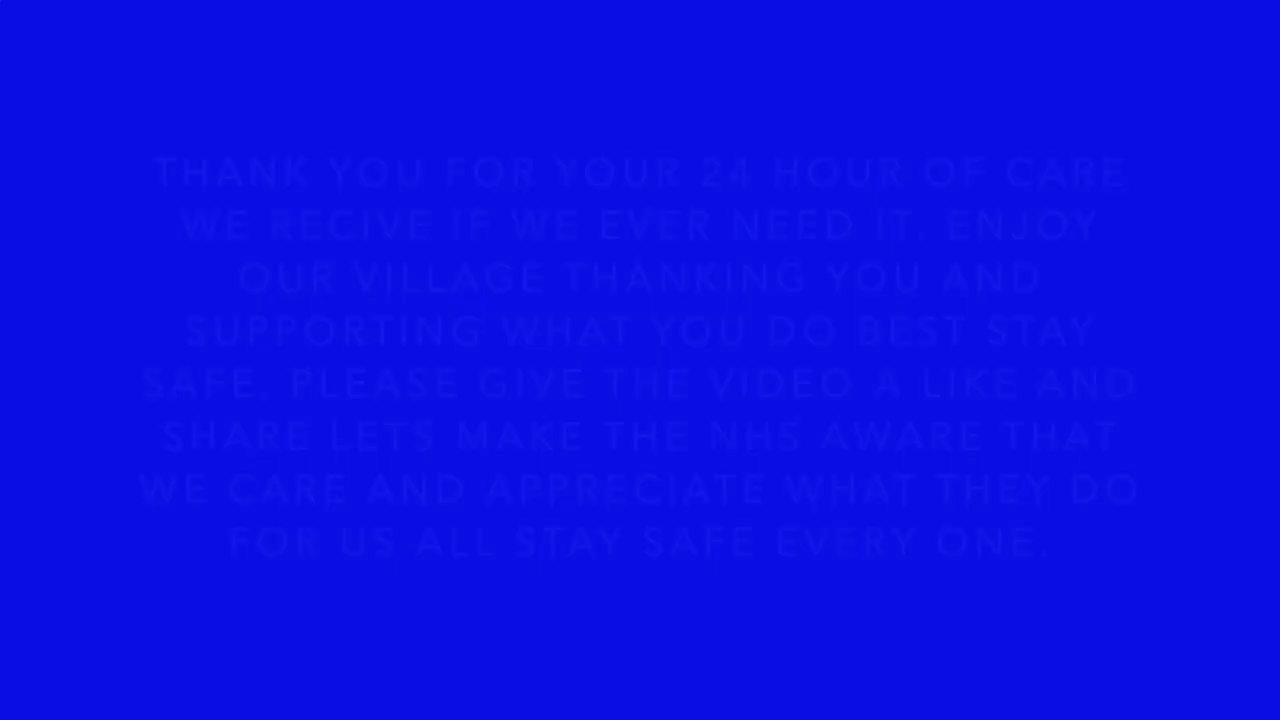 THANK YOU FOR YOUR 24 HOUR OF CARE
WE RECIVE IF WE EVER NEED IT. ENJOY
OUR VILLAGE THANKING YOU AND
SUPPORTING WHAT YOU DO BEST STAY
SAFE. PLEASE GIVE THE VIDEO A LIKE AND
SHARE LETS MAKE THE NHS AWARE THAT
WE CARE AND APPRECIATE WHAT THEY DO
FOR US ALL STAY SAFE EVERY ONE.